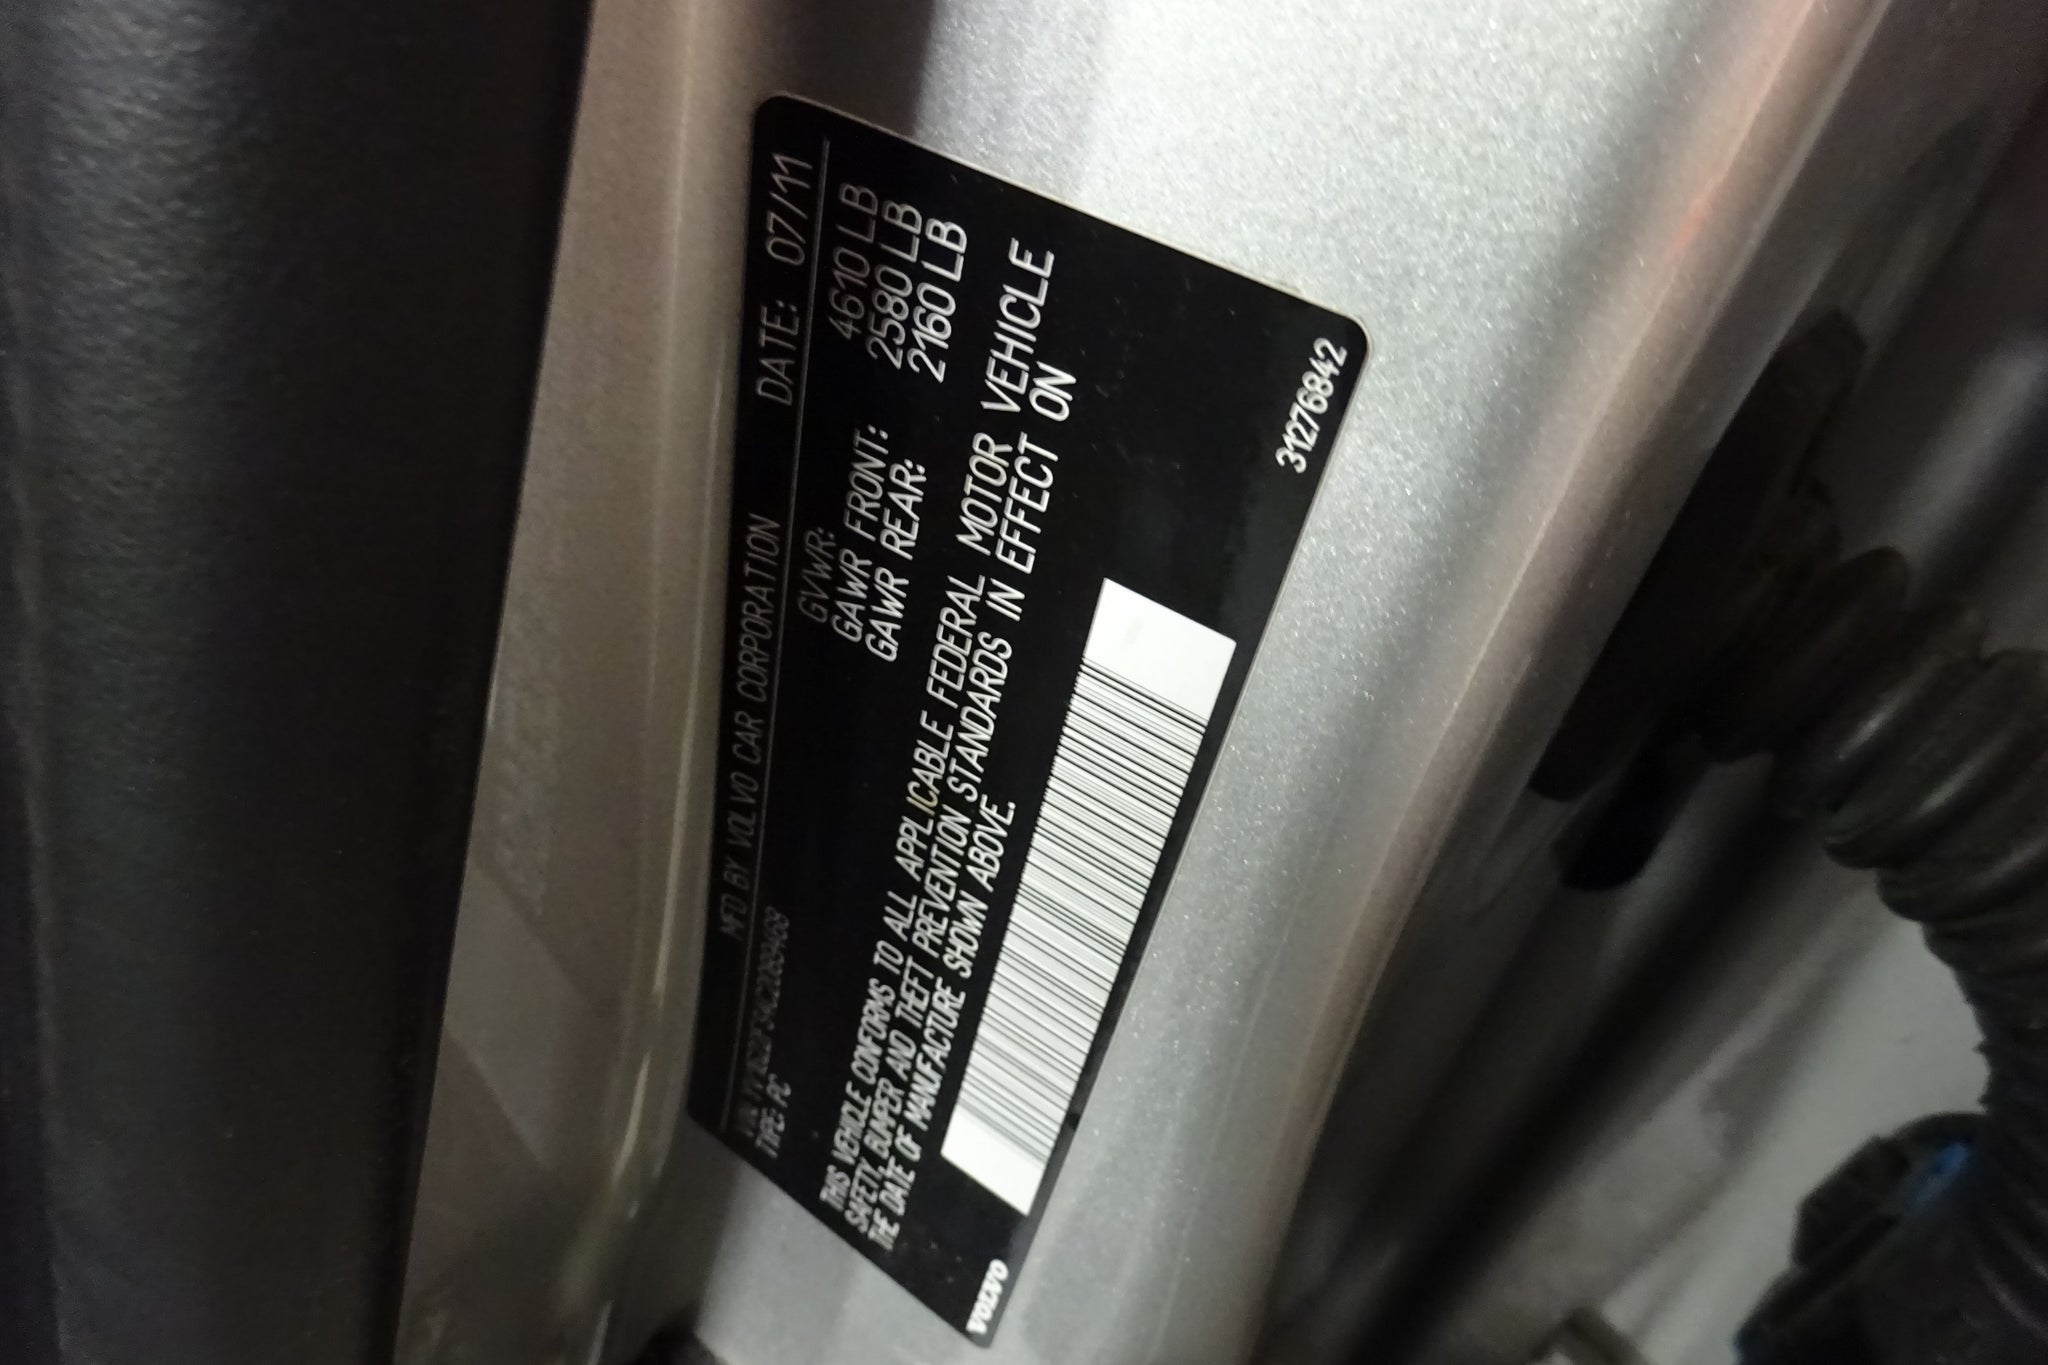 MFD BY VOLVO CAR CORPORATION DATE: 07/11
GVWR: 4610 LB
GAWR FRONT: 2580 LB
GAWR REAR: 2160 LB
VIN:
TYPE: PC
THIS VEHICLE CONFORMS TO ALL APPLICABLE FEDERAL MOTOR VEHICLE
SAFETY, BUMPER AND THEFT PREVENTION STANDARDS IN EFFECT ON
THE DATE OF MANUFACTURE SHOWN ABOVE.
VOLVO
31276842